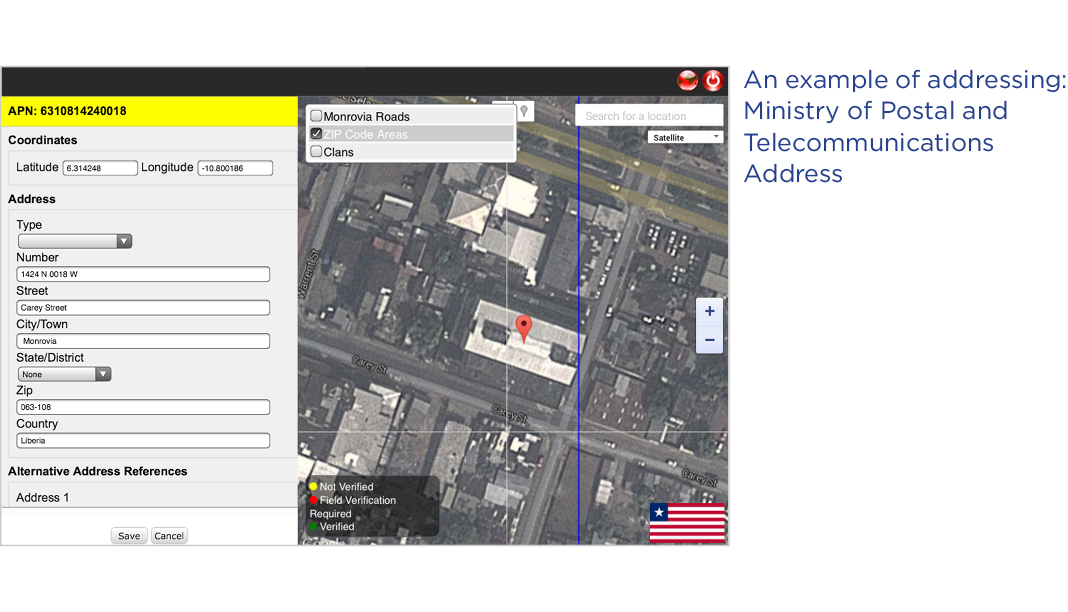 An example of addressing:
Ministry of Postal and
Telecommunications
Address
APN: 6310814240018
Coordinates
Latitude 6.314248 Longitude -10.800186
Address
Type
Number
1424 N 0018 W
Street
Carey Street
City/Town
Monrovia
State/District
None
Zip
063-108
Country
Liberia
Alternative Address References
Address 1
Save Cancel
Monrovia Roads
ZIP Code Areas
Clans
Search for a location
Satellite
Warrent St
+
−
Carey St
Carey St
Carey St
Not Verified
Field Verification
Required
Verified
Google